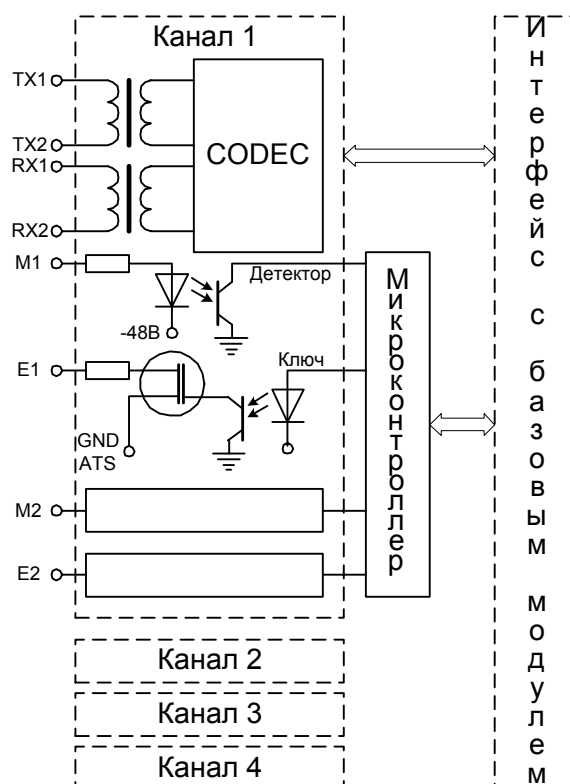 Канал 1
TX1
TX2
RX1
RX2
CODEC
M1
Детектор
-48В
E1
Ключ
GND
ATS
M2
E2
Микроконтроллер
Канал 2
Канал 3
Канал 4
Интерфейс с базовым модулем